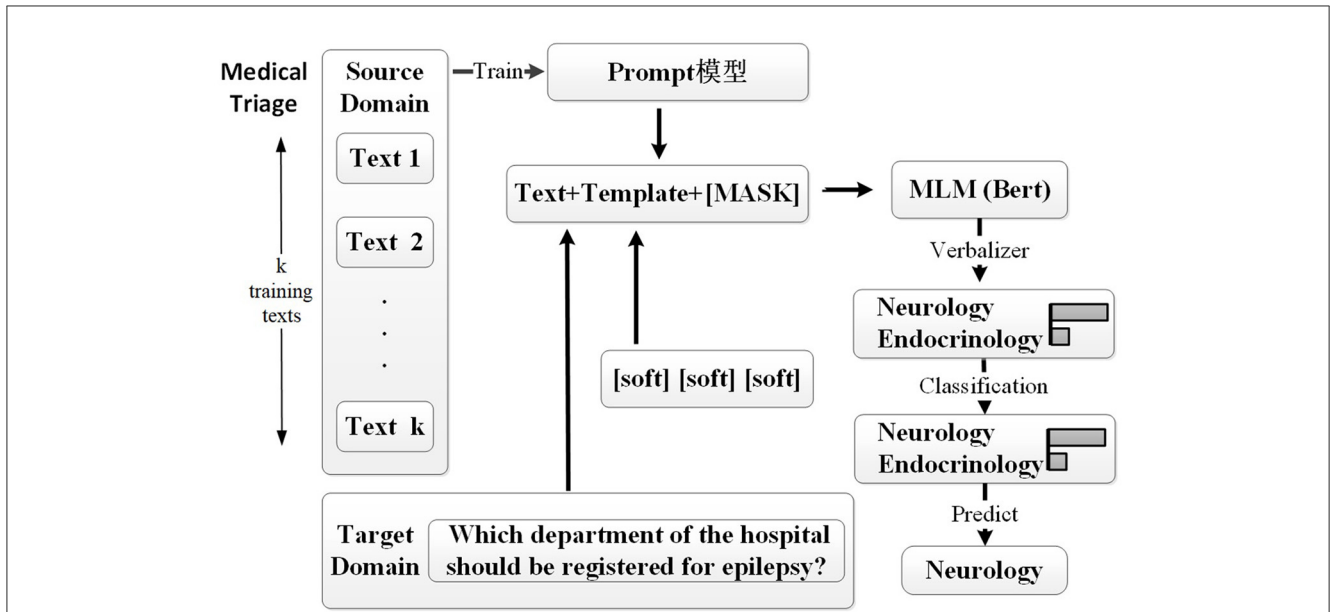 Medical
Triage
Source
Domain
Train
Prompt模型
Text 1
Text 2
.
.
.
Text k
k
training
texts
Text+Template+[MASK]
MLM (Bert)
Verbalizer
Neurology
Endocrinology
[soft] [soft] [soft]
Classification
Neurology
Endocrinology
Predict
Neurology
Target
Domain
Which department of the hospital
should be registered for epilepsy?